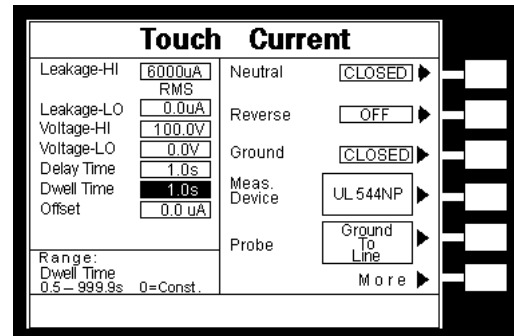 Touch Current
Leakage-HI 6000uA
RMS
Leakage-LO 0.0uA
Voltage-HI 100.0V
Voltage-LO 0.0V
Delay Time 1.0s
Dwell Time 1.0s
Offset 0.0 uA
Range:
Dwell Time
0.5 – 999.9s 0=Const.
Neutral CLOSED
Reverse OFF
Ground CLOSED
Meas.
Device UL544NP
Probe Ground
To
Line
More